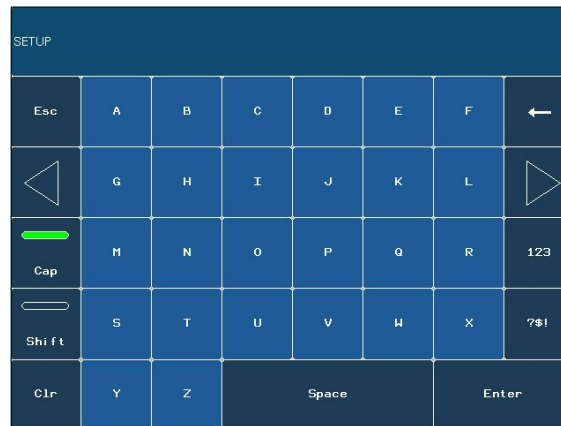 SETUP
Esc A B C D E F ←
G H I J K L
M N O P Q R 123
Cap
S T U V W X ?$!
Shift
Clr Y Z Space Enter